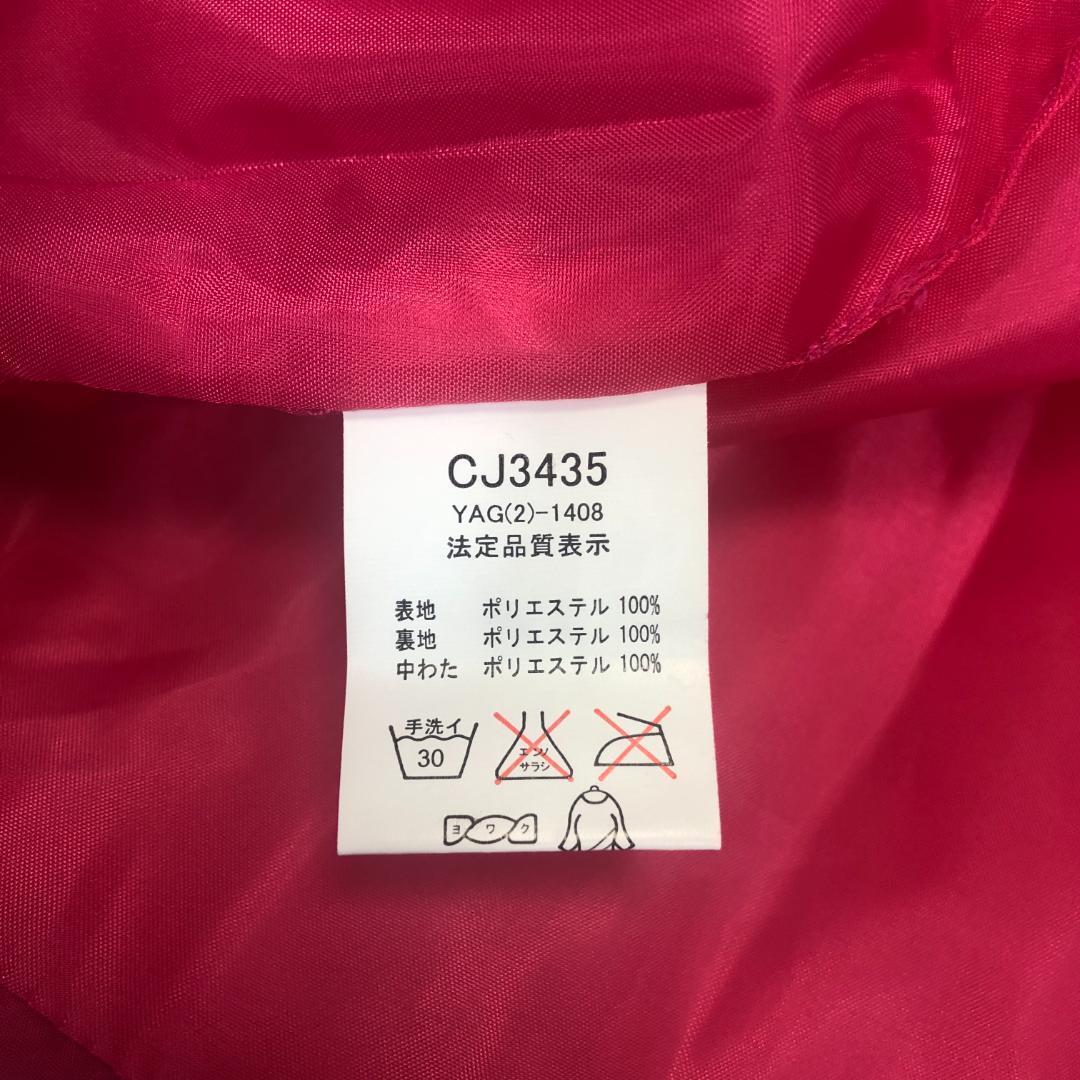 CJ3435
YAG(2)-1408
法定品質表示
表地 ポリエステル 100%
裏地 ポリエステル 100%
中わた ポリエステル 100%
手洗イ
30
エンソ
サラシ
ヨワク